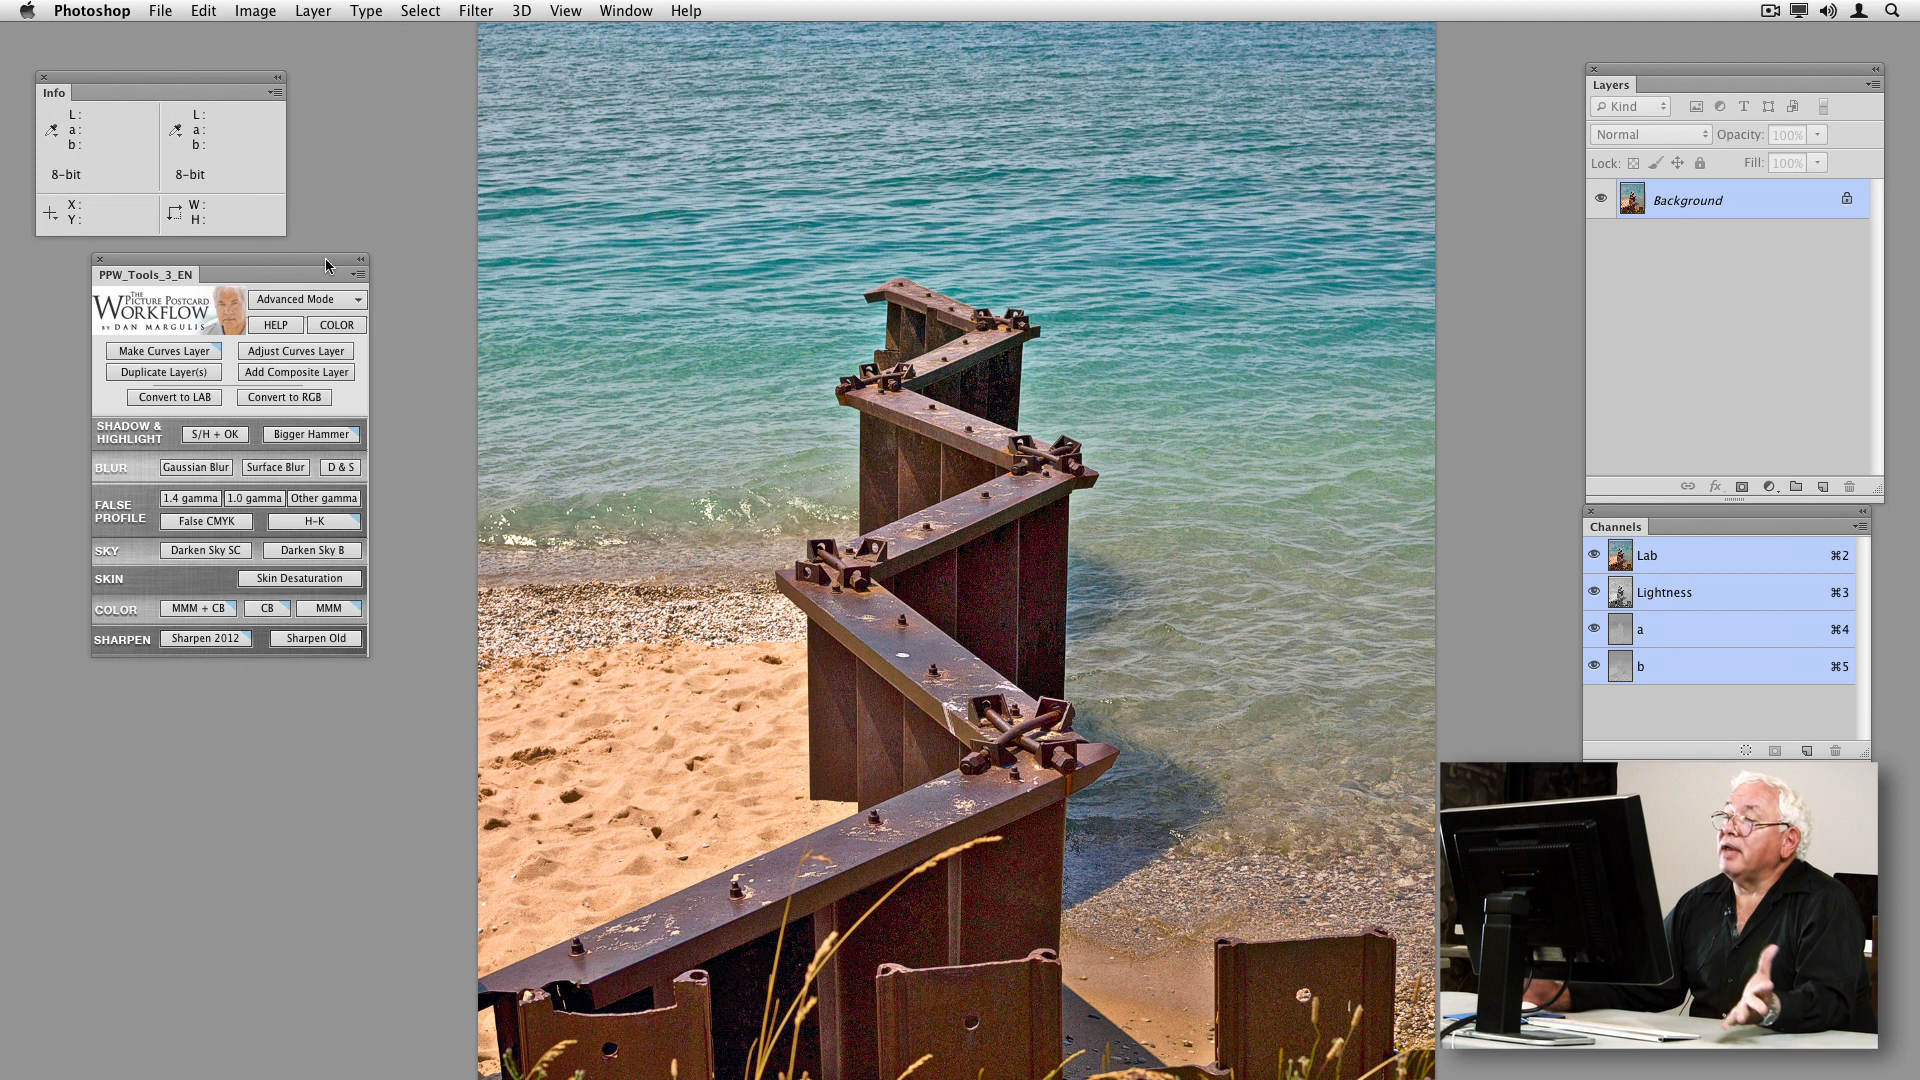 Photoshop File Edit Image Layer Type Select Filter 3D View Window Help
Info
L :
a :
b :
L :
a :
b :
8-bit
8-bit
X :
Y :
W :
H :
PPW_Tools_3_EN
THE
PICTURE POSTCARD
WORKFLOW
BY DAN MARGULIS
Advanced Mode
HELP
COLOR
Make Curves Layer
Adjust Curves Layer
Duplicate Layer(s)
Add Composite Layer
Convert to LAB
Convert to RGB
SHADOW &
HIGHLIGHT
S/H + OK
Bigger Hammer
BLUR
Gaussian Blur
Surface Blur
D & S
FALSE
PROFILE
1.4 gamma
1.0 gamma
Other gamma
False CMYK
H-K
SKY
Darken Sky SC
Darken Sky B
SKIN
Skin Desaturation
COLOR
MMM + CB
CB
MMM
SHARPEN
Sharpen 2012
Sharpen Old
Layers
Kind
Normal
Opacity: 100%
Lock:
Fill: 100%
Background
fx
Channels
Lab ⌘2
Lightness ⌘3
a ⌘4
b ⌘5